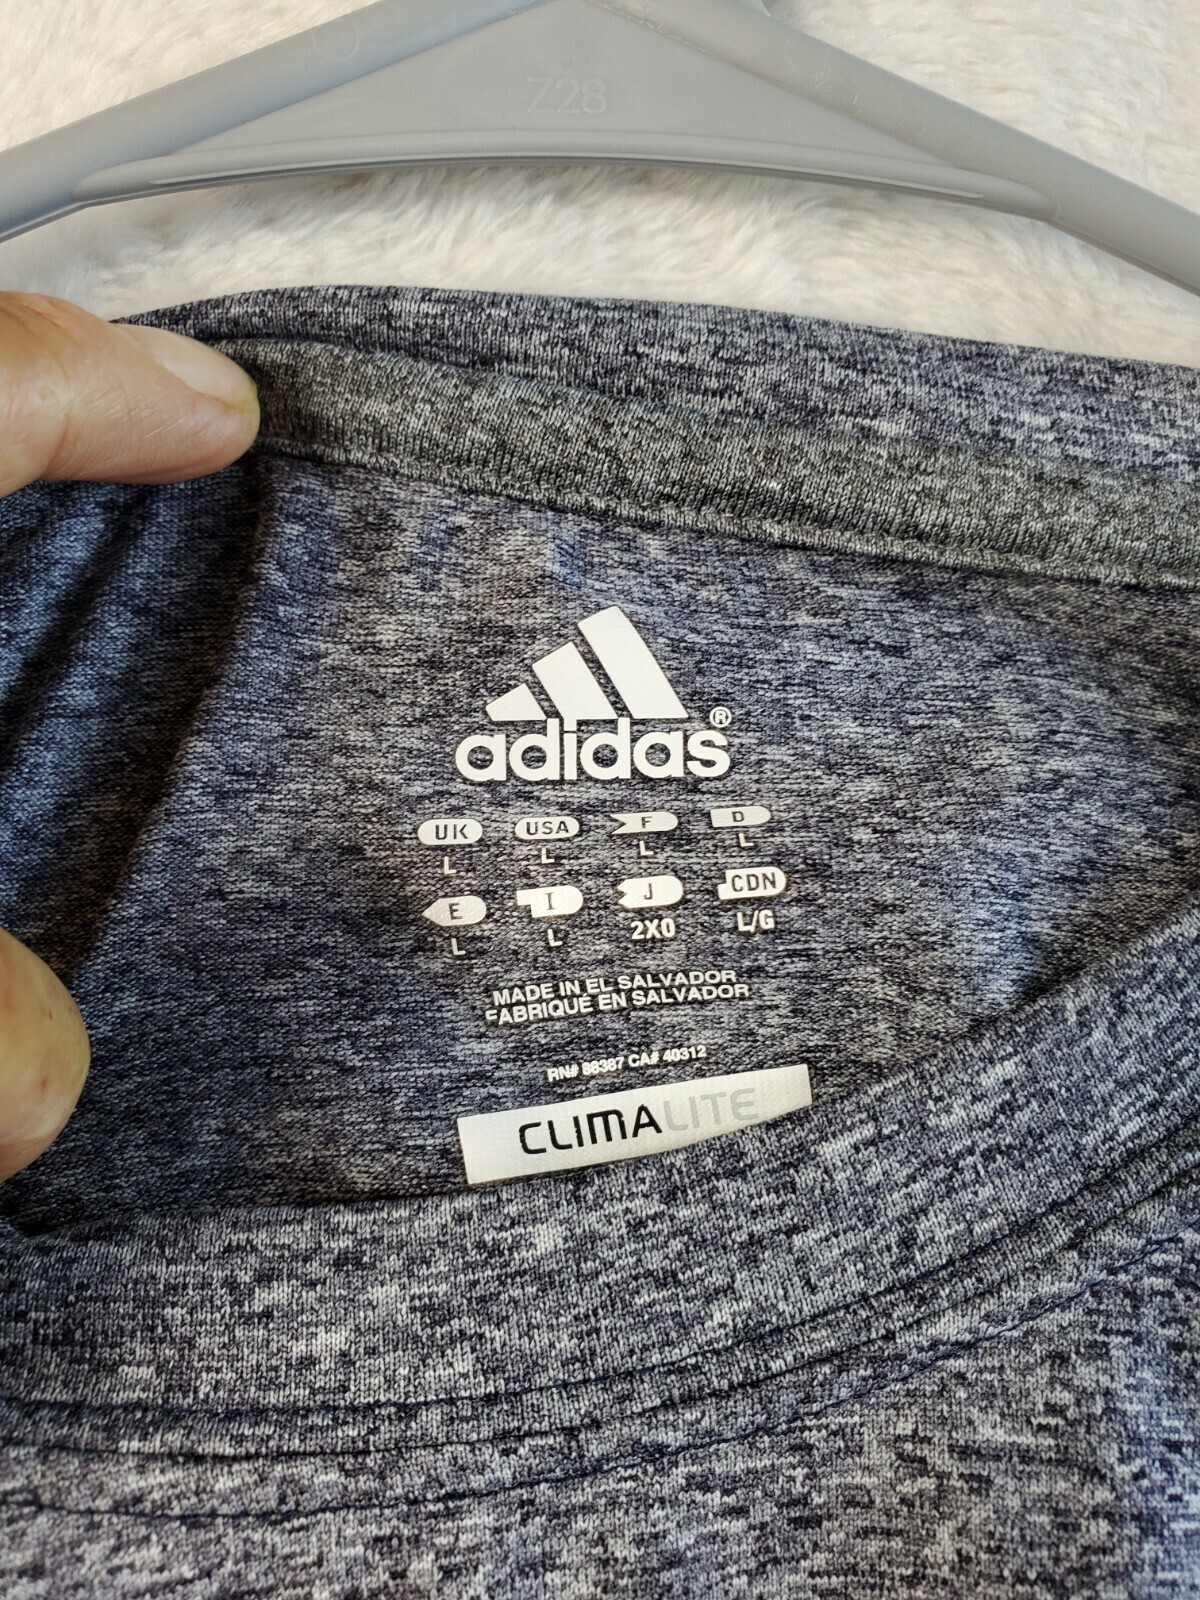 Z28
adidas®
UK USA F D
L L L L
E I J CDN
L L 2XO L/G
MADE IN EL SALVADOR
FABRIQUÉ EN SALVADOR
RN# 88387 CA# 40312
CLIMALITE